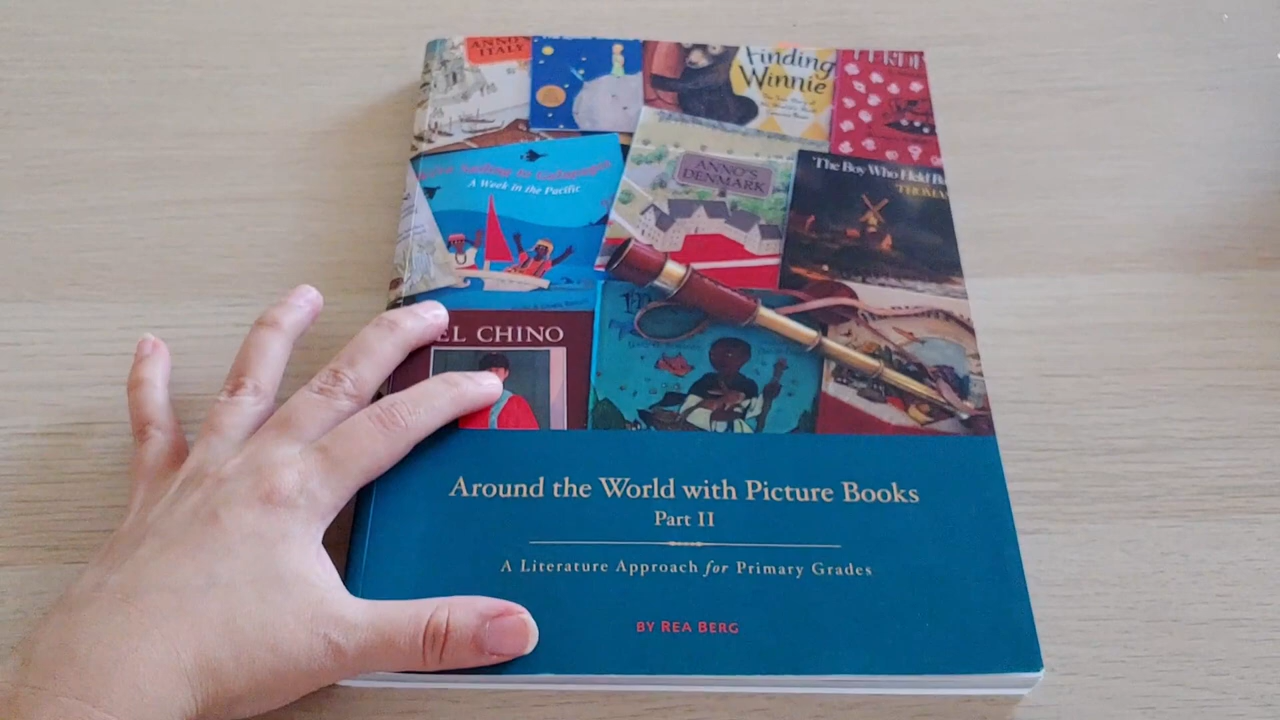 ANNO'S
ITALY
Finding
Winnie
ANNO'S
DENMARK
A Week in the Pacific
The Boy Who Held B
THOMA
EL CHINO
Around the World with Picture Books
Part II
A Literature Approach for Primary Grades
BY REA BERG